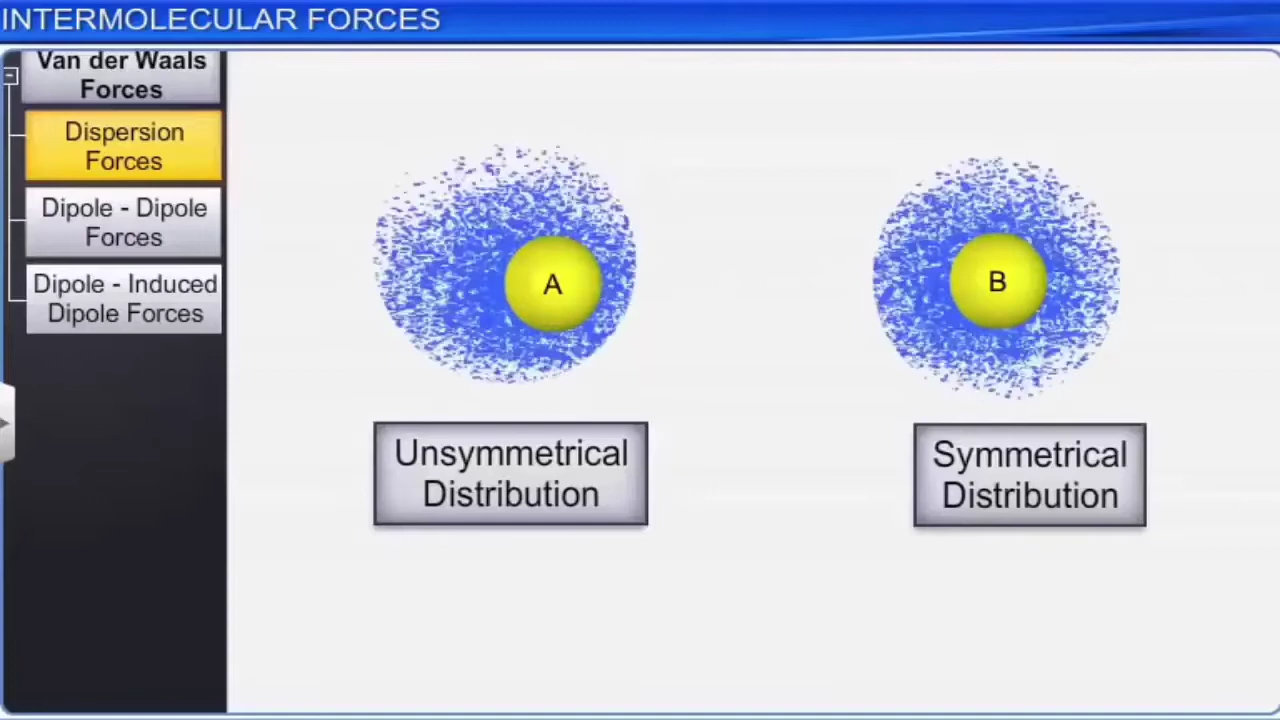 INTERMOLECULAR FORCES
Van der Waals
Forces
Dispersion
Forces
Dipole - Dipole
Forces
Dipole - Induced
Dipole Forces
A
B
Unsymmetrical
Distribution
Symmetrical
Distribution